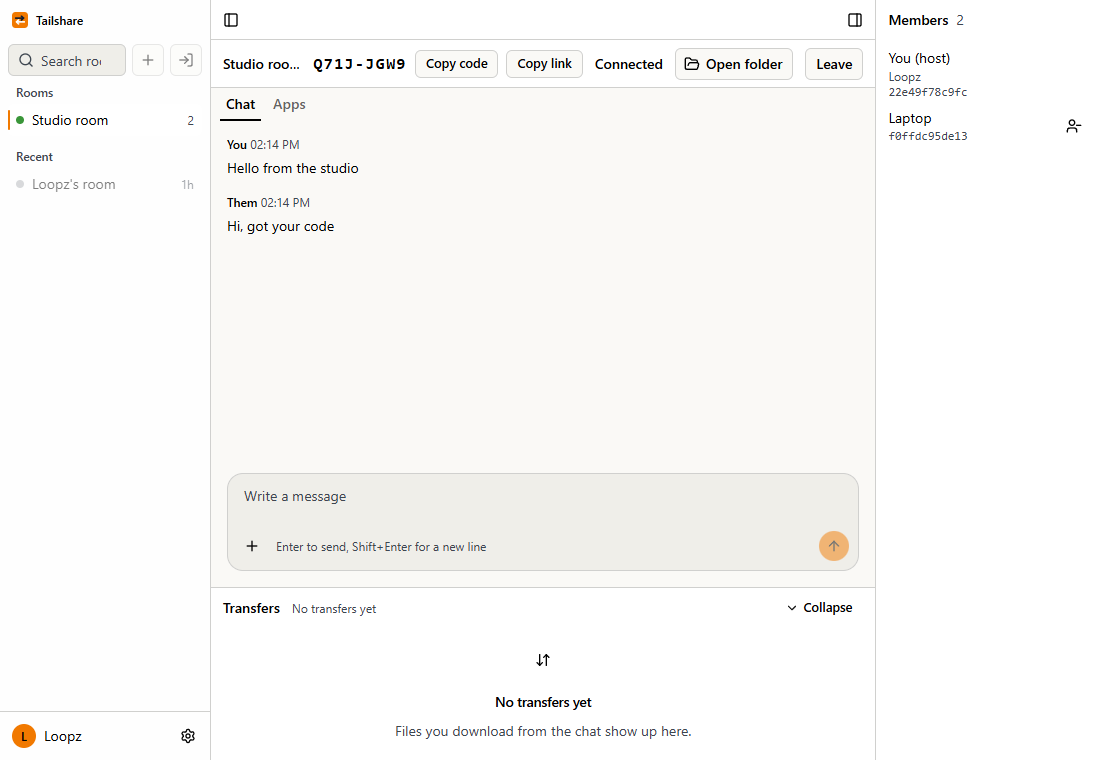 Tailshare
Search ro
Rooms
Studio room 2
Recent
Loopz's room 1h
L Loopz
Studio roo... Q71J-JGW9 Copy code Copy link Connected Open folder Leave
Chat Apps
You 02:14 PM
Hello from the studio
Them 02:14 PM
Hi, got your code
Write a message
Enter to send, Shift+Enter for a new line
Transfers No transfers yet Collapse
No transfers yet
Files you download from the chat show up here.
Members 2
You (host)
Loopz
22e49f78c9fc
Laptop
f0ffdc95de13